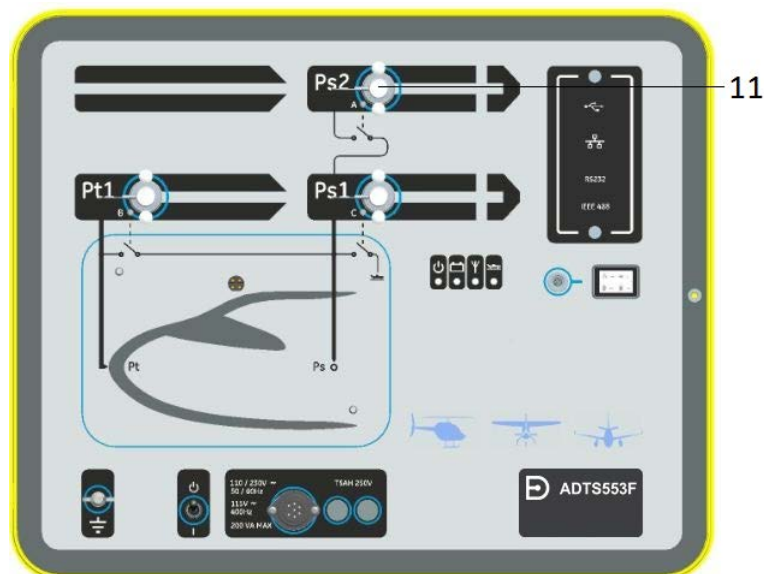 Ps2
A
11
RS232
IEEE 488
Pt1
B
Ps1
C
Pt
Ps
110 / 230V ~
50 / 60Hz
115V ~
400Hz
200 VA MAX
T5AH 250V
I
ADTS553F